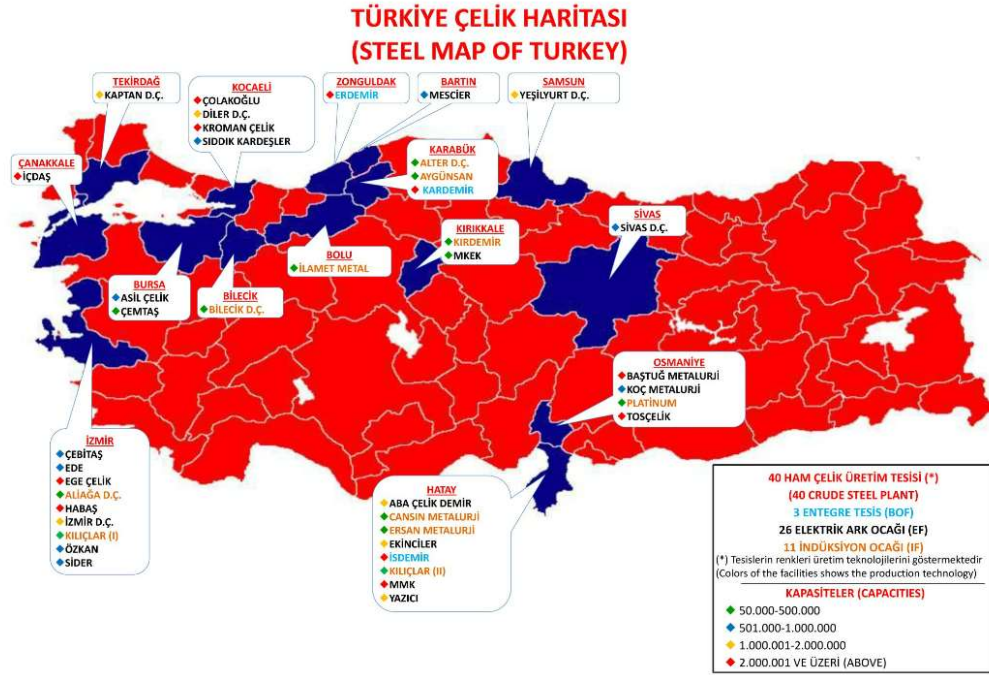 TÜRKİYE ÇELİK HARİTASI
(STEEL MAP OF TURKEY)
TEKİRDAĞ
KAPTAN D.Ç.
KOCAELİ
ÇOLAKOĞLU
DİLER D.Ç.
KROMAN ÇELİK
SIDDIK KARDEŞLER
ZONGULDAK
ERDEMİR
BARTIN
MESCİER
SAMSUN
YEŞİLYURT D.Ç.
ÇANAKKALE
İÇDAŞ
KARABÜK
ALTER D.Ç.
AYGÜNSAN
KARDEMİR
KIRIKKALE
KIRDEMİR
MKEK
SİVAS
SİVAS D.Ç.
BOLU
İLAMET METAL
BURSA
ASİL ÇELİK
ÇEMTAŞ
BİLECİK
BİLECİK D.Ç.
OSMANİYE
BAŞTUĞ METALURJİ
KOÇ METALURJİ
PLATINUM
TOSÇELİK
İZMİR
ÇEBİTAŞ
EDE
EGE ÇELİK
ALİAĞA D.Ç.
HABAŞ
İZMİR D.Ç.
KILIÇLAR (I)
ÖZKAN
SİDER
HATAY
ABA ÇELİK DEMİR
CANSIN METALURJİ
ERSAN METALURJİ
EKİNCİLER
İSDEMİR
KILIÇLAR (II)
MMK
YAZICI
40 HAM ÇELİK ÜRETİM TESİSİ (*)
(40 CRUDE STEEL PLANT)
3 ENTEGRE TESİS (BOF)
26 ELEKTRİK ARK OCAĞI (EF)
11 İNDÜKSİYON OCAĞI (IF)
(*) Tesislerin renkleri üretim teknolojilerini göstermektedir
(Colors of the facilities shows the production technology)
KAPASİTELER (CAPACITIES)
50.000-500.000
501.000-1.000.000
1.000.001-2.000.000
2.000.001 VE ÜZERİ (ABOVE)